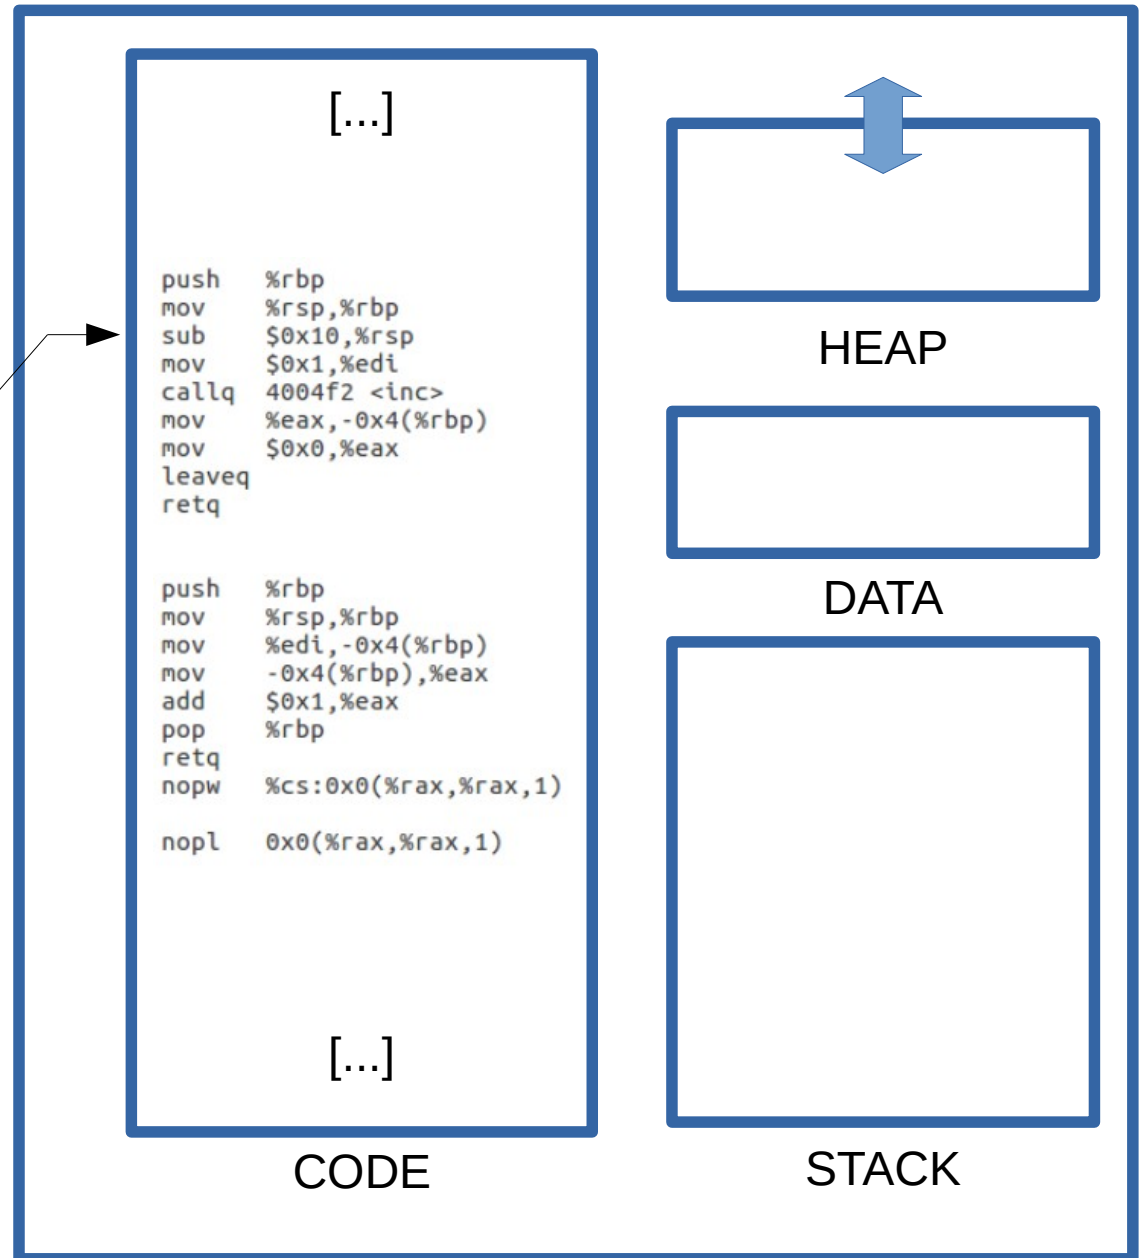 [...]
push %rbp
mov %rsp,%rbp
sub $0x10,%rsp
mov $0x1,%edi
callq 4004f2 <inc>
mov %eax,-0x4(%rbp)
mov $0x0,%eax
leaveq
retq
push %rbp
mov %rsp,%rbp
mov %edi,-0x4(%rbp)
mov -0x4(%rbp),%eax
add $0x1,%eax
pop %rbp
retq
nopw %cs:0x0(%rax,%rax,1)
nopl 0x0(%rax,%rax,1)
[...]
CODE
HEAP
DATA
STACK